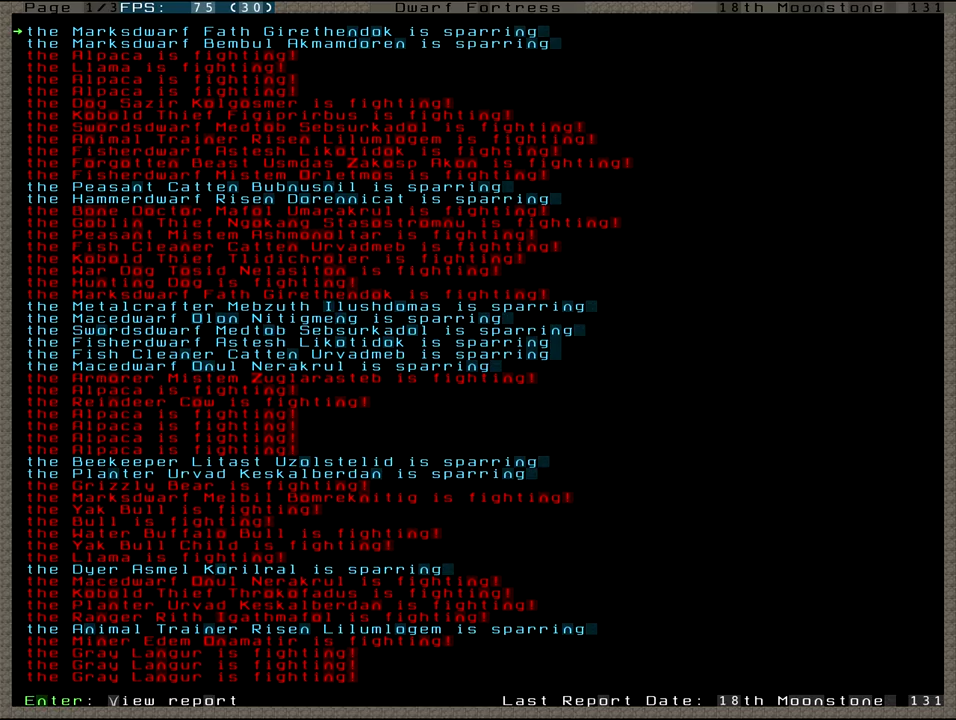 Page 1/3 FPS: 75 (30) Dwarf Fortress 18th Moonstone 131
the Marksdwarf Fath Girethendok is sparring
the Marksdwarf Bembul Akmamdoren is sparring
the Alpaca is fighting!
the Llama is fighting!
the Alpaca is fighting!
the Alpaca is fighting!
the Dog Sazir Kolgosmer is fighting!
the Kobold Thief Figiprirbus is fighting!
the Swordsdwarf Medtob Sebsurkadol is fighting!
the Animal Trainer Risen Lilumlogem is fighting!
the Fisherdwarf Astesh Likotidok is fighting!
the Forgotten Beast Usmdas Zakosp Akon is fighting!
the Fisherdwarf Mistem Orletmos is fighting!
the Peasant Catten Bubnusnil is sparring
the Hammerdwarf Risen Dorennicat is sparring
the Bone Doctor Mafol Umarakrul is fighting!
the Goblin Thief Ngokang Stasostromnu is fighting!
the Peasant Mistem Ashmonoltar is fighting!
the Fish Cleaner Catten Urvadmeb is fighting!
the Kobold Thief Tlidichroler is fighting!
the War Dog Tosid Nelasiton is fighting!
the Hunting Dog is fighting!
the Marksdwarf Fath Girethendok is fighting!
the Metalcrafter Mebzuth Ilushdomas is sparring
the Macedwarf Olon Nitigmeng is sparring
the Swordsdwarf Medtob Sebsurkadol is sparring
the Fisherdwarf Astesh Likotidok is sparring
the Fish Cleaner Catten Urvadmeb is sparring
the Macedwarf Onul Nerakrul is sparring
the Armorer Mistem Zuglarasteb is fighting!
the Alpaca is fighting!
the Reindeer Cow is fighting!
the Alpaca is fighting!
the Alpaca is fighting!
the Alpaca is fighting!
the Alpaca is fighting!
the Beekeeper Litast Uzolstelid is sparring
the Planter Urvad Keskalberdan is sparring
the Grizzly Bear is fighting!
the Marksdwarf Melbil Bomreknitig is fighting!
the Yak Bull is fighting!
the Bull is fighting!
the Water Buffalo Bull is fighting!
the Yak Bull Child is fighting!
the Llama is fighting!
the Dyer Asmel Korilral is sparring
the Macedwarf Onul Nerakrul is fighting!
the Kobold Thief Throkofadus is fighting!
the Planter Urvad Keskalberdan is fighting!
the Ranger Rith Igathmafol is fighting!
the Animal Trainer Risen Lilumlogem is sparring
the Miner Edem Onamatir is fighting!
the Gray Langur is fighting!
the Gray Langur is fighting!
the Gray Langur is fighting!
Enter: View report Last Report Date: 18th Moonstone 131